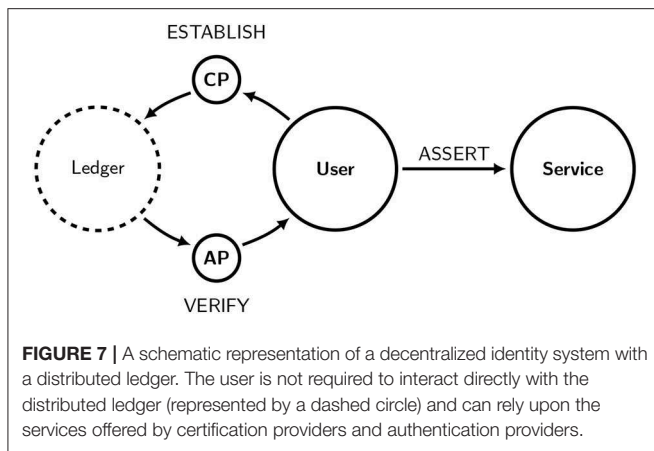 ESTABLISH
CP
Ledger
User
ASSERT
Service
AP
VERIFY
FIGURE 7 | A schematic representation of a decentralized identity system with
a distributed ledger. The user is not required to interact directly with the
distributed ledger (represented by a dashed circle) and can rely upon the
services offered by certification providers and authentication providers.